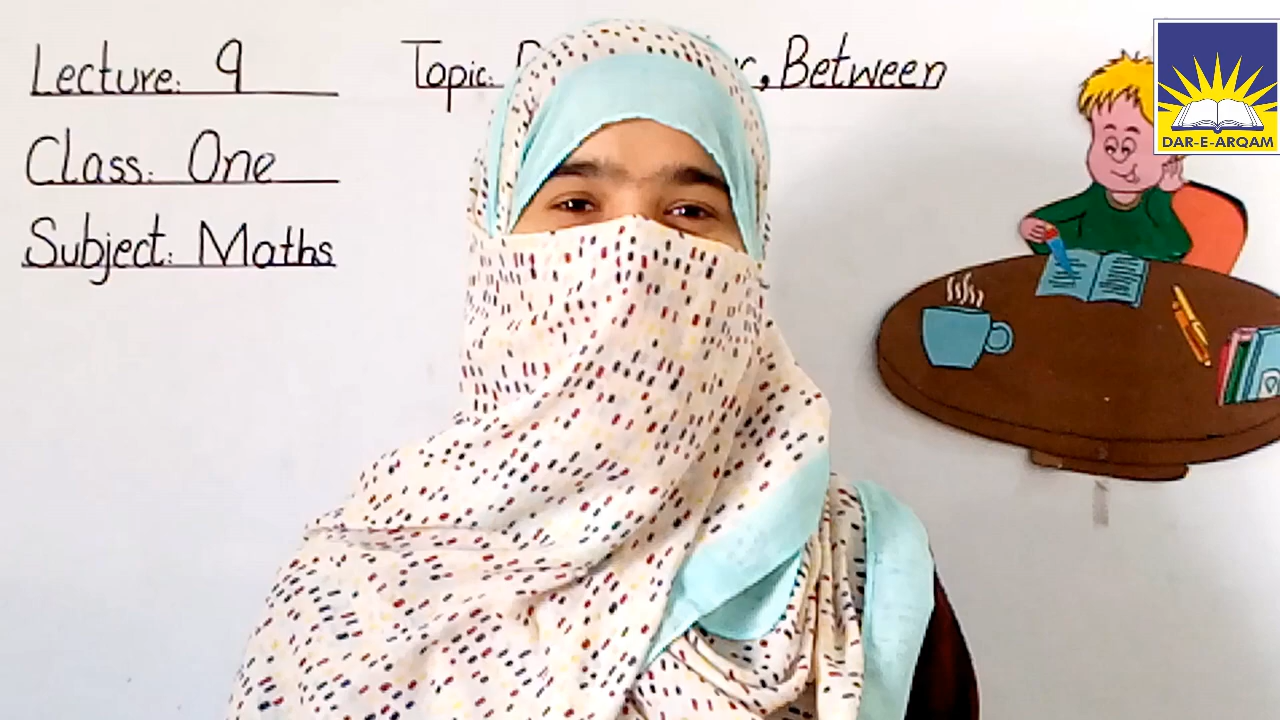 Lecture: 9
Topic: , Between
Class: One
Subject: Maths
DAR-E-ARQAM